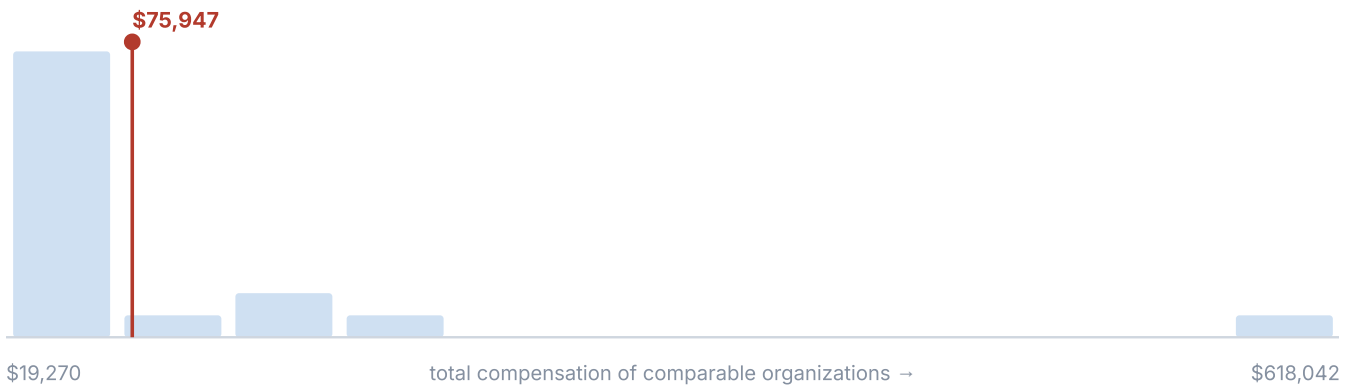 $75,947
$19,270 total compensation of comparable organizations → $618,042